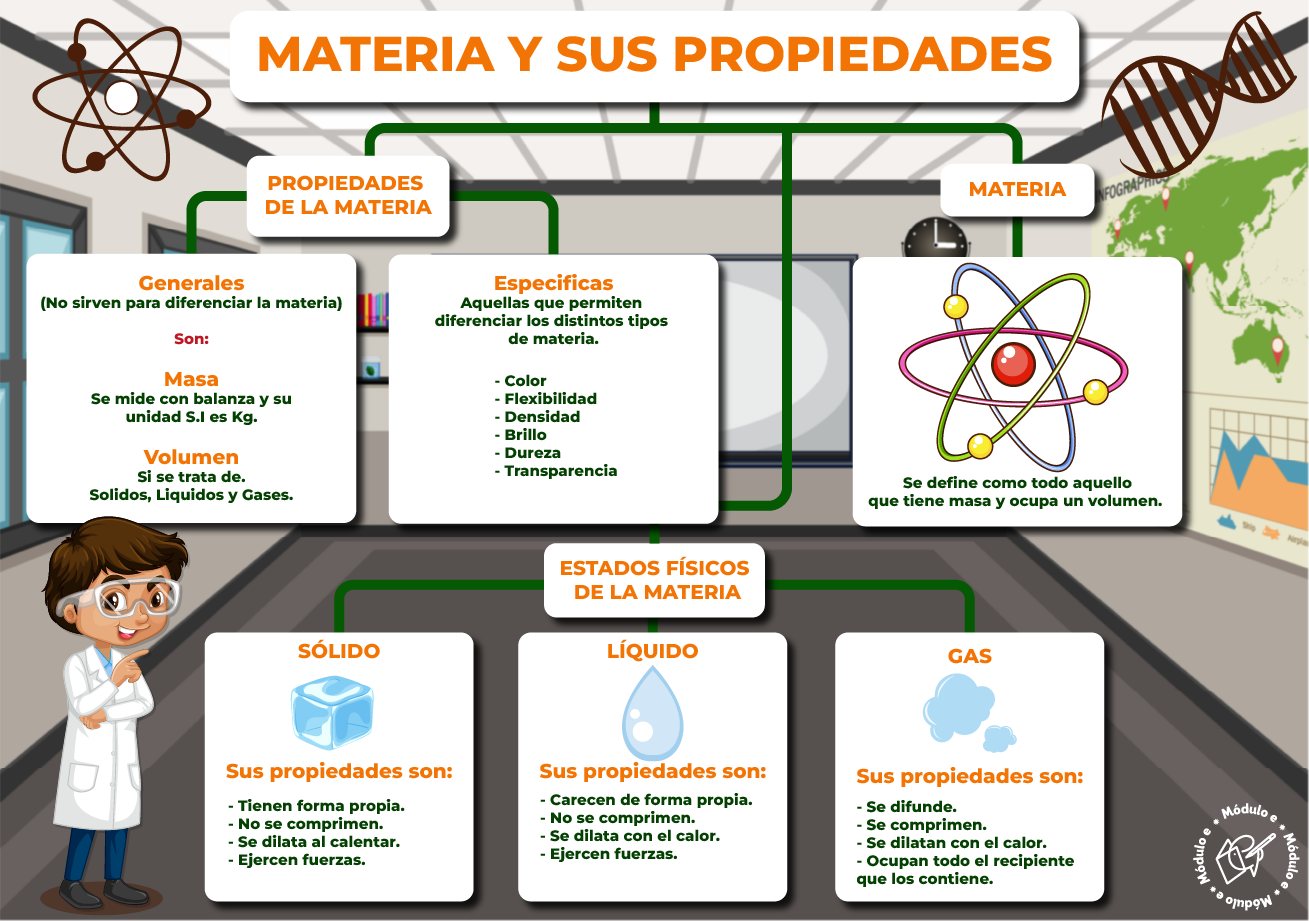 MATERIA Y SUS PROPIEDADES
PROPIEDADES
DE LA MATERIA
MATERIA
INFOGRAPHICS
Generales
(No sirven para diferenciar la materia)
Son:
Masa
Se mide con balanza y su
unidad S.I es Kg.
Volumen
Si se trata de.
Solidos, Liquidos y Gases.
Especificas
Aquellas que permiten
diferenciar los distintos tipos
de materia.
- Color
- Flexibilidad
- Densidad
- Brillo
- Dureza
- Transparencia
Se define como todo aquello
que tiene masa y ocupa un volumen.
Ship
ESTADOS FÍSICOS
DE LA MATERIA
SÓLIDO
Sus propiedades son:
- Tienen forma propia.
- No se comprimen.
- Se dilata al calentar.
- Ejercen fuerzas.
LÍQUIDO
Sus propiedades son:
- Carecen de forma propia.
- No se comprimen.
- Se dilata con el calor.
- Ejercen fuerzas.
GAS
Sus propiedades son:
- Se difunde.
- Se comprimen.
- Se dilatan con el calor.
- Ocupan todo el recipiente
que los contiene.
Módulo e * Módulo e * Módulo e * Módulo e *